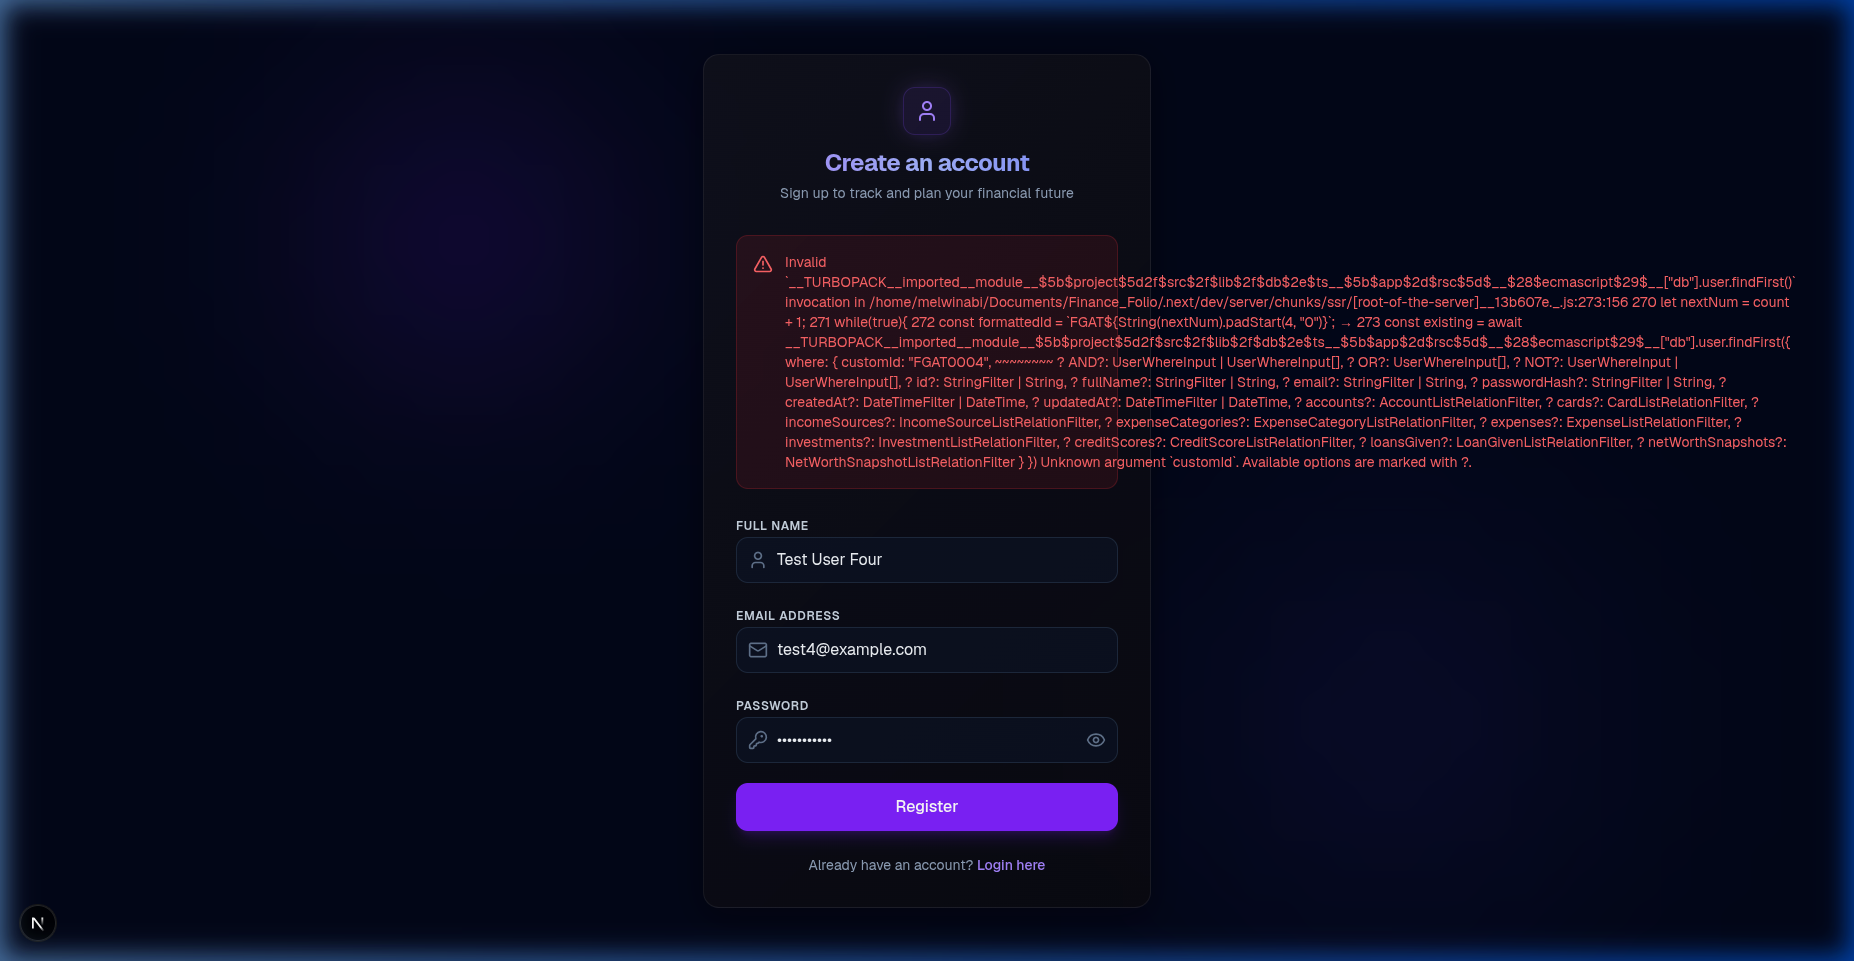 Create an account
Sign up to track and plan your financial future
Invalid
`__TURBOPACK__imported__module__$5b$project$5d2f$src$2f$lib$2f$db$2e$ts__$5b$app$2d$rsc$5d$__$28$ecmascript$29$__["db"].user.findFirst()`
invocation in /home/melwinabi/Documents/Finance_Folio/.next/dev/server/chunks/ssr/[root-of-the-server]__13b607e._.js:273:156 270 let nextNum = count
+ 1; 271 while(true){ 272 const formattedId = `FGAT${String(nextNum).padStart(4, "0")}`; → 273 const existing = await
__TURBOPACK__imported__module__$5b$project$5d2f$src$2f$lib$2f$db$2e$ts__$5b$app$2d$rsc$5d$__$28$ecmascript$29$__["db"].user.findFirst({
where: { customId: "FGAT0004", ~~~~~~~~ ? AND?: UserWhereInput | UserWhereInput[], ? OR?: UserWhereInput[], ? NOT?: UserWhereInput |
UserWhereInput[], ? id?: StringFilter | String, ? fullName?: StringFilter | String, ? email?: StringFilter | String, ? passwordHash?: StringFilter | String, ?
createdAt?: DateTimeFilter | DateTime, ? updatedAt?: DateTimeFilter | DateTime, ? accounts?: AccountListRelationFilter, ? cards?: CardListRelationFilter, ?
incomeSources?: IncomeSourceListRelationFilter, ? expenseCategories?: ExpenseCategoryListRelationFilter, ? expenses?: ExpenseListRelationFilter, ?
investments?: InvestmentListRelationFilter, ? creditScores?: CreditScoreListRelationFilter, ? loansGiven?: LoanGivenListRelationFilter, ? netWorthSnapshots?:
NetWorthSnapshotListRelationFilter } }) Unknown argument `customId`. Available options are marked with ?.
FULL NAME
Test User Four
EMAIL ADDRESS
test4@example.com
PASSWORD
•••••••••••
Register
Already have an account? Login here
N